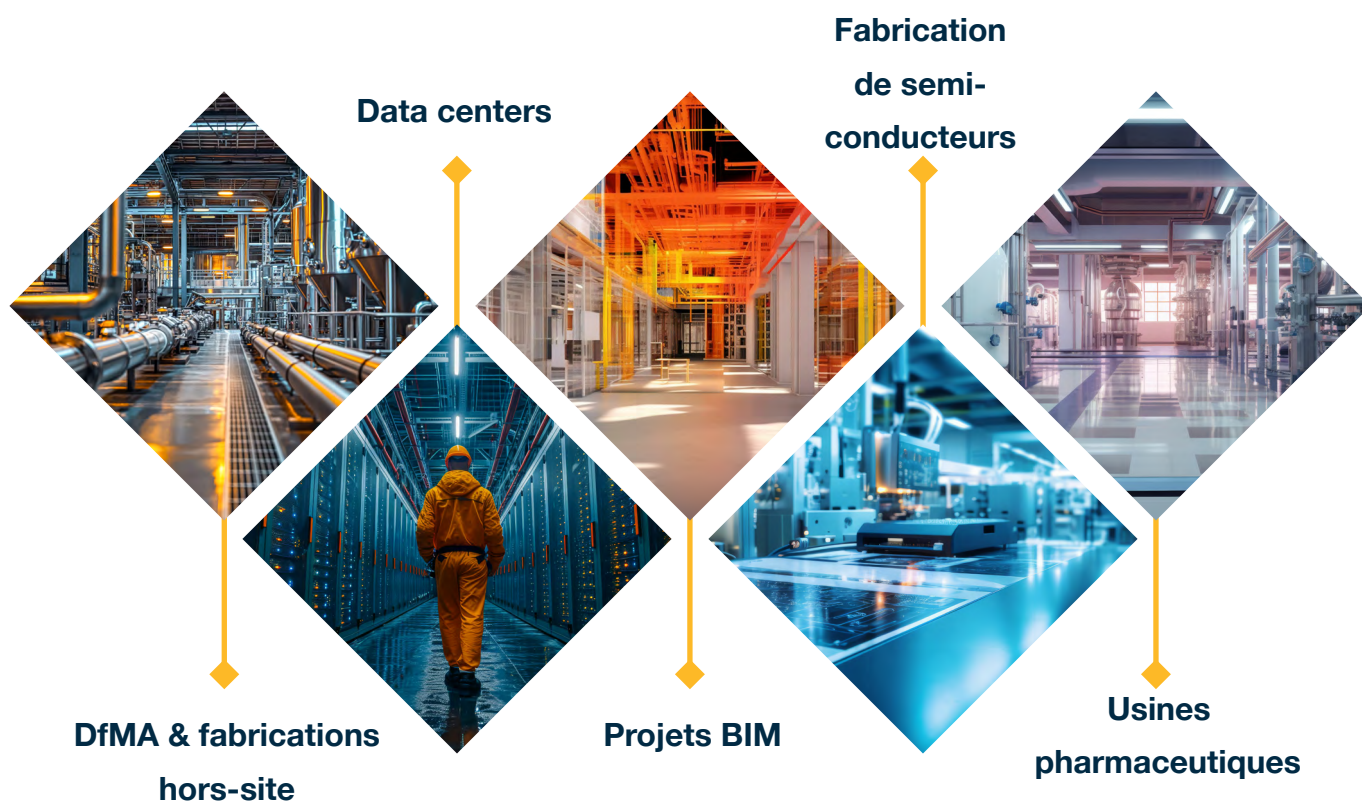 Fabrication
de semi-
conducteurs
Data centers
DfMA & fabrications
hors-site
Projets BIM
Usines
pharmaceutiques